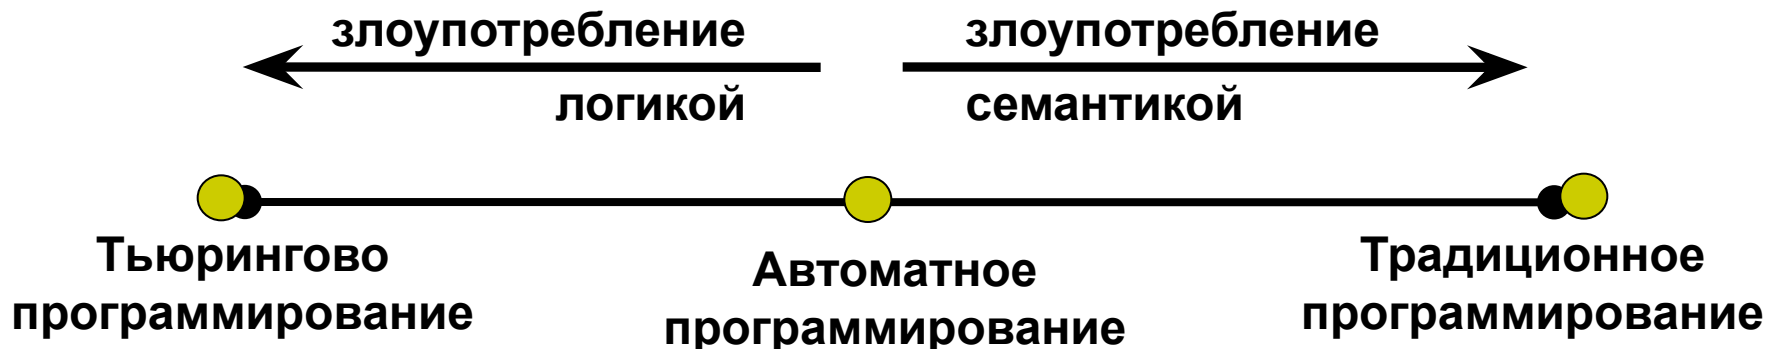 злоупотребление
логикой
злоупотребление
семантикой
Тьюрингово
программирование
Автоматное
программирование
Традиционное
программирование